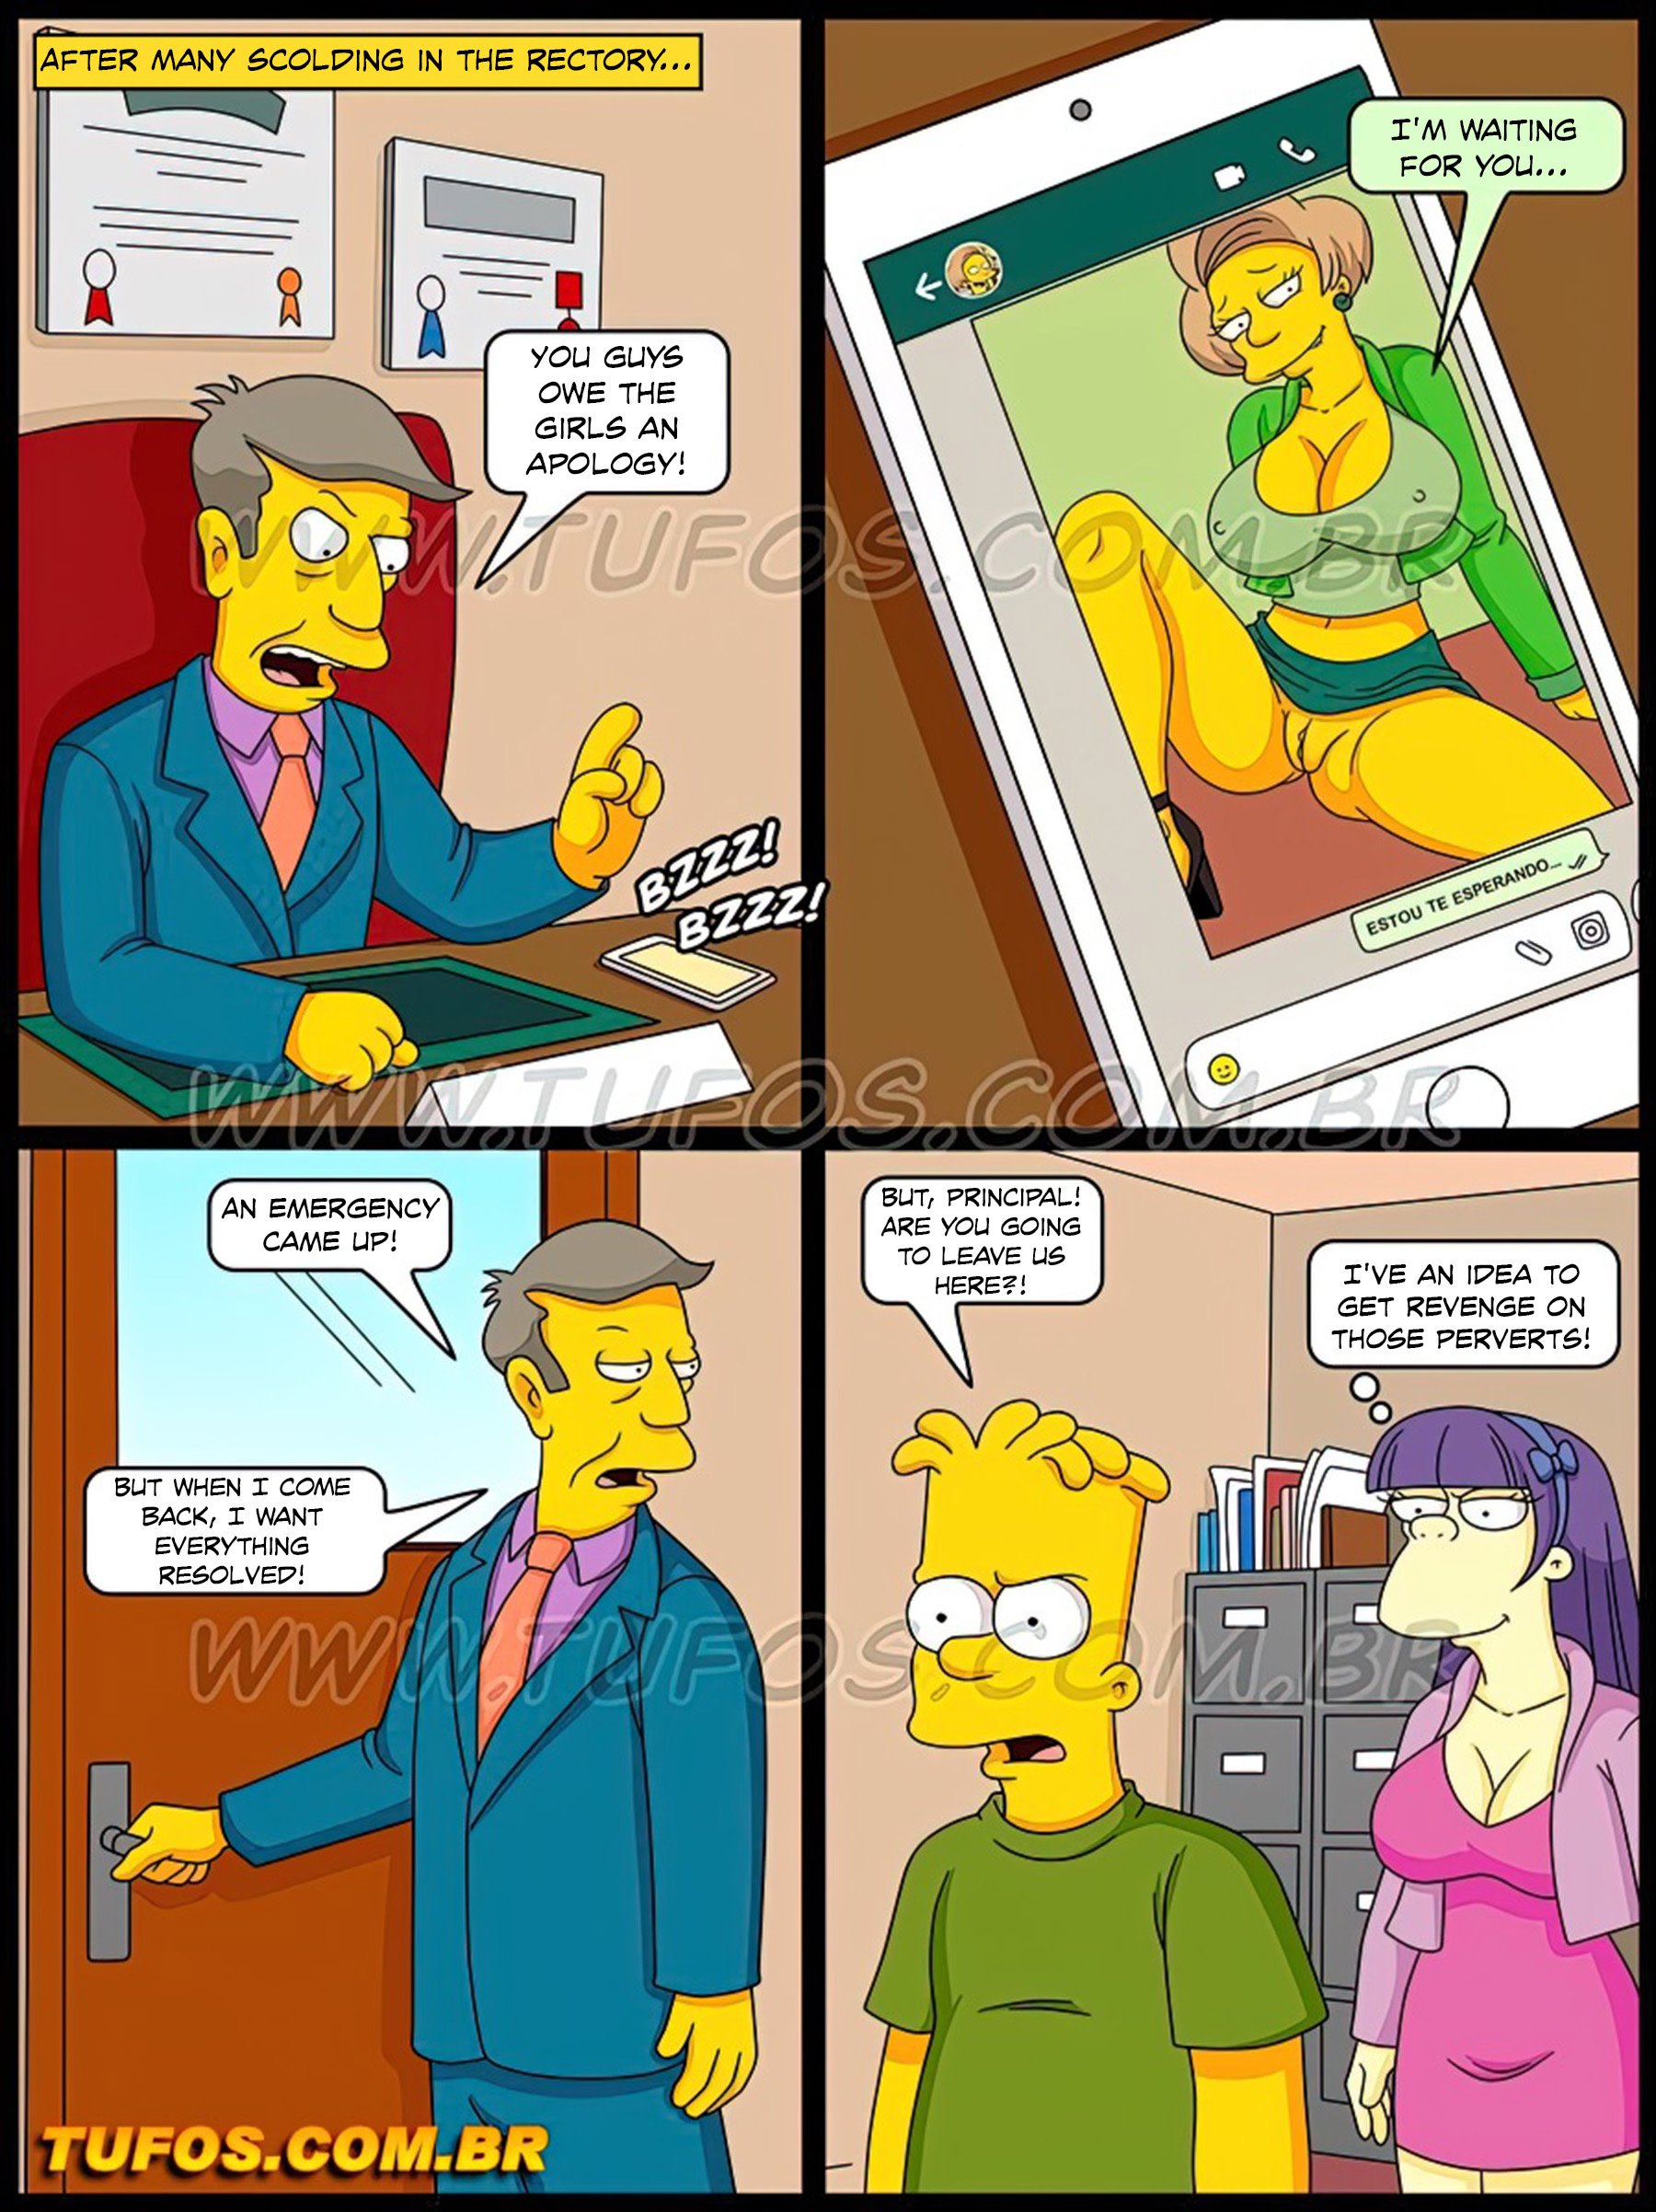 AFTER MANY SCOLDING IN THE RECTORY...
YOU GUYS
OWE THE
GIRLS AN
APOLOGY!
BZZZ!
BZZZ!
I'M WAITING
FOR YOU...
ESTOU TE ESPERANDO...
WWW.TUFOS.COM.BR
WWW.TUFOS.COM.BR
AN EMERGENCY
CAME UP!
BUT WHEN I COME
BACK, I WANT
EVERYTHING
RESOLVED!
BUT, PRINCIPAL!
ARE YOU GOING
TO LEAVE US
HERE?!
I'VE AN IDEA TO
GET REVENGE ON
THOSE PERVERTS!
WWW.TUFOS.COM.BR
TUFOS.COM.BR